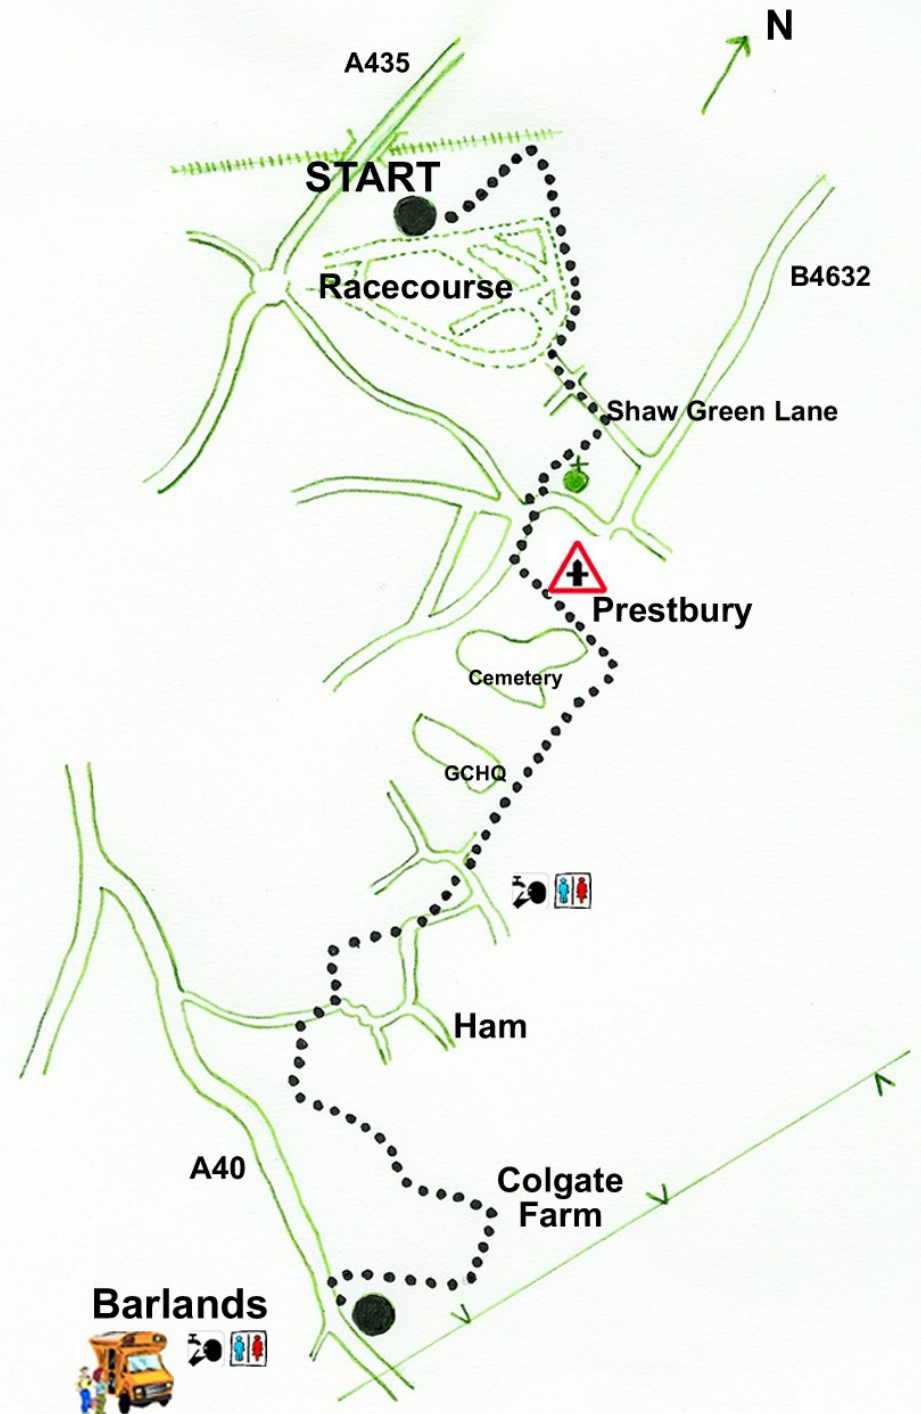 N
A435
START
B4632
Racecourse
Shaw Green Lane
Prestbury
Cemetery
GCHQ
Ham
A40
Colgate
Farm
Barlands